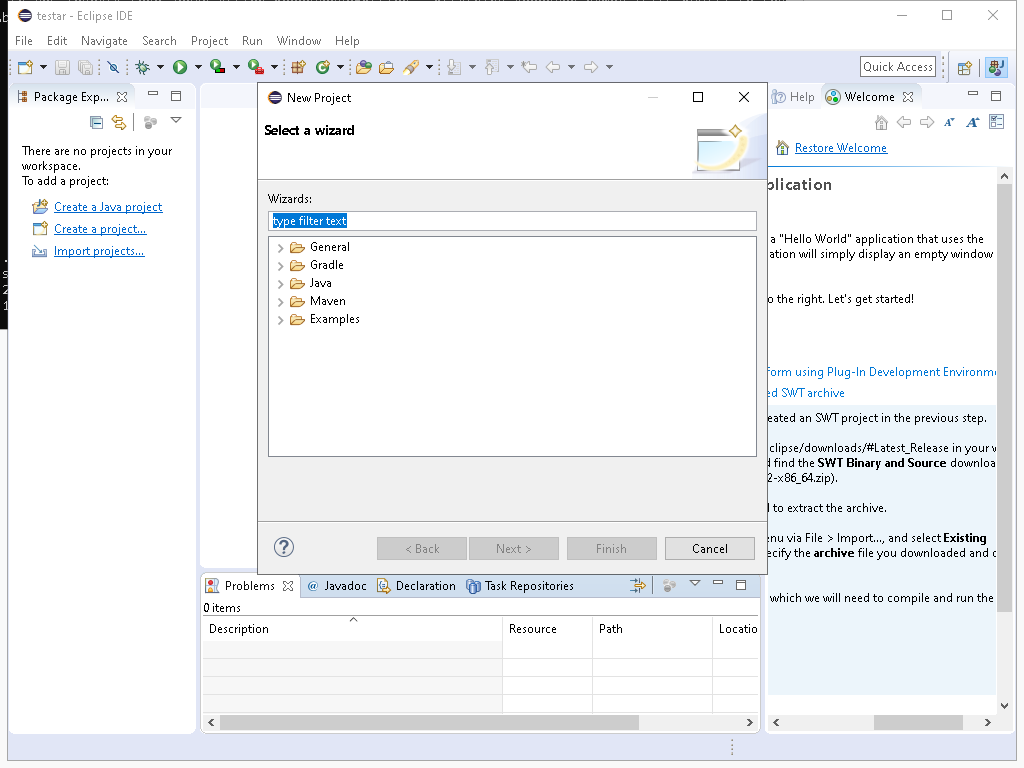 testar - Eclipse IDE
File Edit Navigate Search Project Run Window Help
Quick Access
Package Exp...
There are no projects in your
workspace.
To add a project:
Create a Java project
Create a project...
Import projects...
New Project
Select a wizard
Wizards:
type filter text
General
Gradle
Java
Maven
Examples
< Back Next > Finish Cancel
Help Welcome
Restore Welcome
plication
a "Hello World" application that uses the
ation will simply display an empty window
o the right. Let's get started!
form using Plug-In Development Environme
ed SWT archive
eated an SWT project in the previous step.
clipse/downloads/#Latest_Release in your w
d find the SWT Binary and Source downloa
2-x86_64.zip).
l to extract the archive.
enu via File > Import..., and select Existing
ecify the archive file you downloaded and c
which we will need to compile and run the
Problems @ Javadoc Declaration Task Repositories
0 items
Description Resource Path Locatio